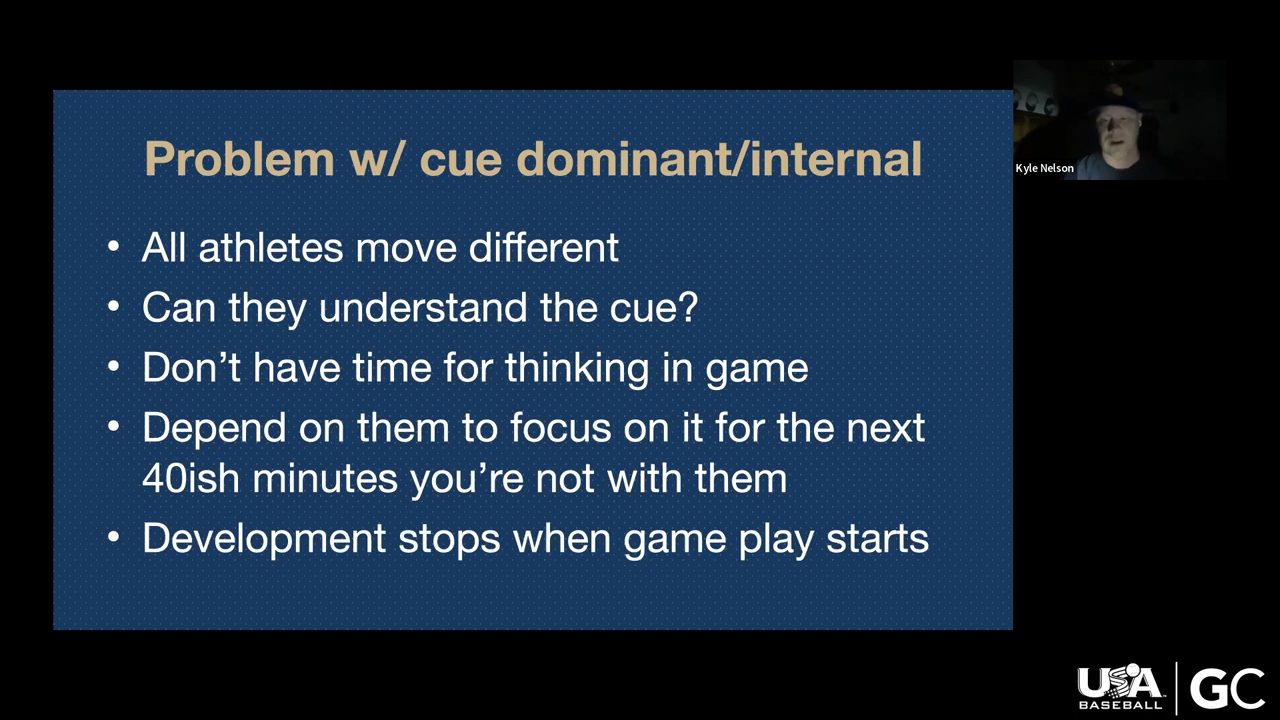 Problem w/ cue dominant/internal
• All athletes move different
• Can they understand the cue?
• Don’t have time for thinking in game
• Depend on them to focus on it for the next
40ish minutes you’re not with them
• Development stops when game play starts
Kyle Nelson
USA
BASEBALL
GC